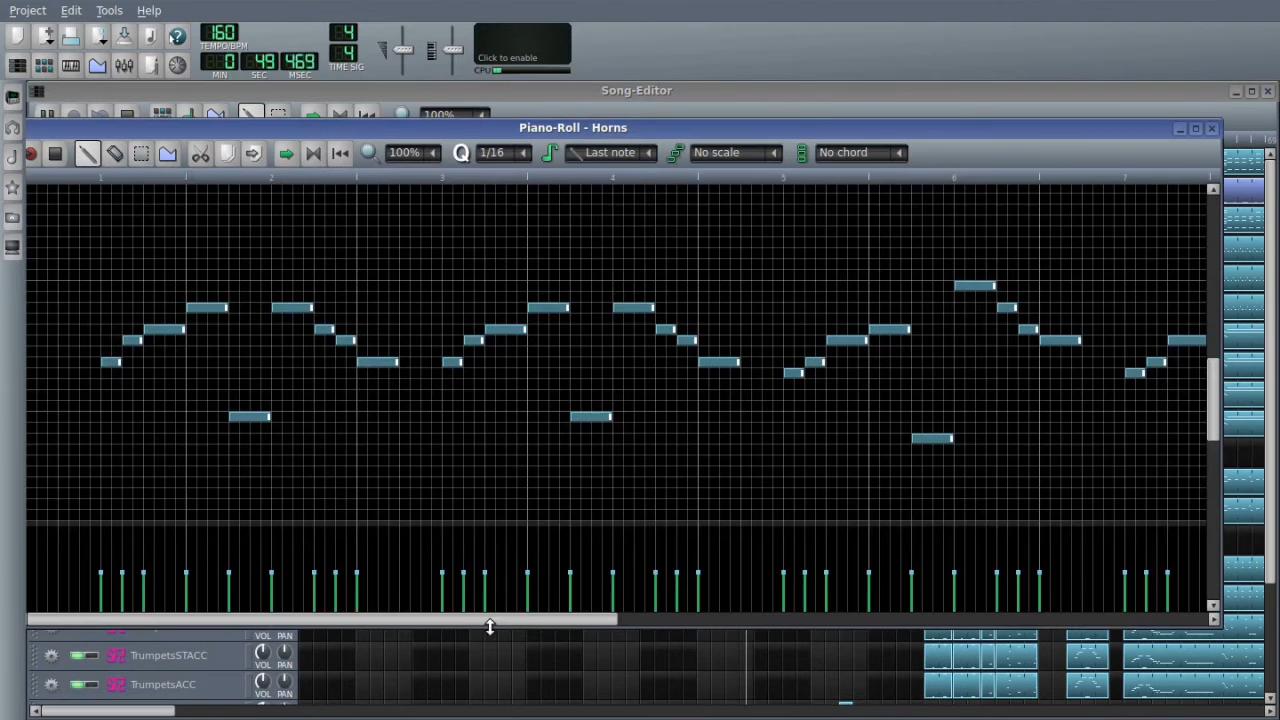 Project Edit Tools Help
160
TEMPO/BPM
0 49 469
MIN SEC MSEC
4
4
TIME SIG
Click to enable
CPU
Song-Editor
100%
Piano-Roll - Horns
100% Q 1/16 Last note No scale No chord
1 2 3 4 5 6 7
VOL PAN
TrumpetsSTACC VOL PAN
TrumpetsACC